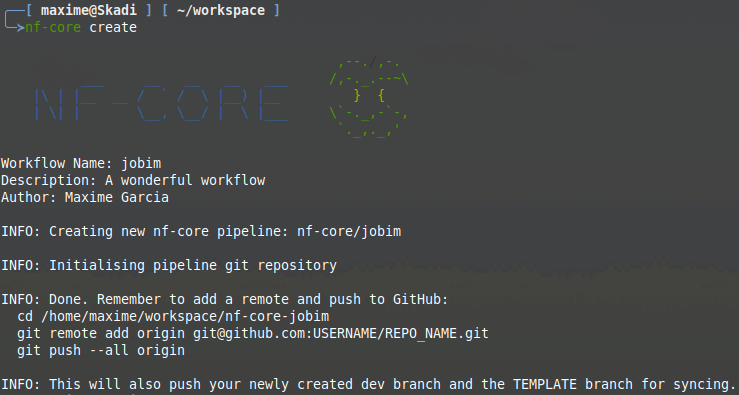 [ maxime@Skadi ] [ ~/workspace ]
➤nf-core create
NF CORE
Workflow Name: jobim
Description: A wonderful workflow
Author: Maxime Garcia
INFO: Creating new nf-core pipeline: nf-core/jobim
INFO: Initialising pipeline git repository
INFO: Done. Remember to add a remote and push to GitHub:
cd /home/maxime/workspace/nf-core-jobim
git remote add origin git@github.com:USERNAME/REPO_NAME.git
git push --all origin
INFO: This will also push your newly created dev branch and the TEMPLATE branch for syncing.